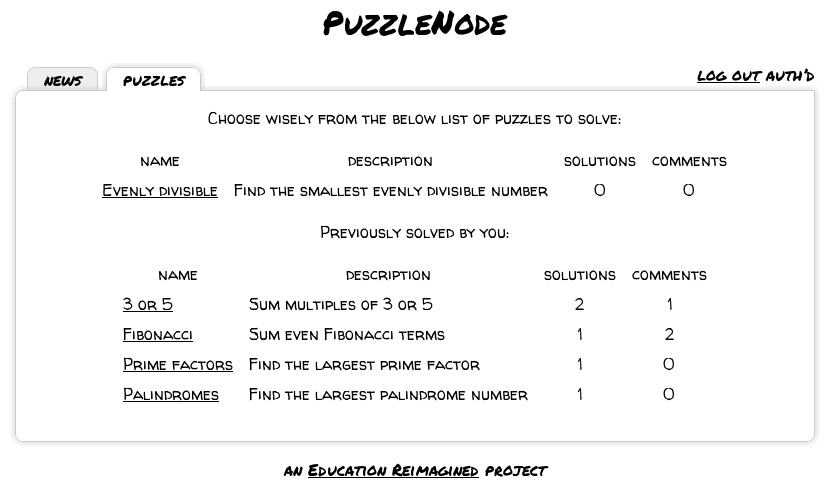 PuzzleNode
news puzzles log out auth'd
Choose wisely from the below list of puzzles to solve:
name description solutions comments
Evenly divisible Find the smallest evenly divisible number 0 0
Previously solved by you:
name description solutions comments
3 or 5 Sum multiples of 3 or 5 2 1
Fibonacci Sum even Fibonacci terms 1 2
Prime factors Find the largest prime factor 1 0
Palindromes Find the largest palindrome number 1 0
an Education Reimagined project